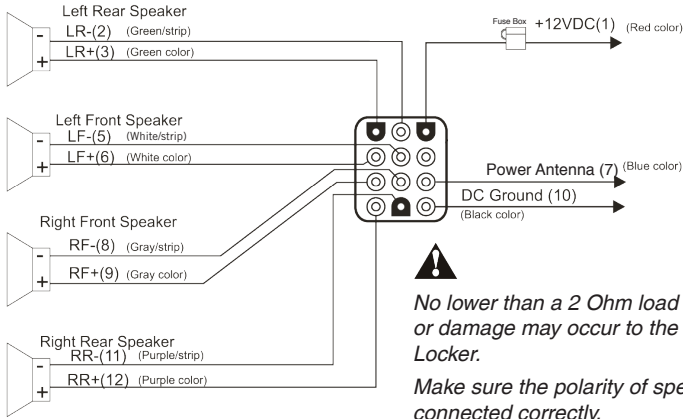 Left Rear Speaker
LR-(2) (Green/strip)
LR+(3) (Green color)
Fuse Box +12VDC(1) (Red color)
Left Front Speaker
LF-(5) (White/strip)
LF+(6) (White color)
Power Antenna (7) (Blue color)
DC Ground (10)
(Black color)
Right Front Speaker
RF-(8) (Gray/strip)
RF+(9) (Gray color)
Right Rear Speaker
RR-(11) (Purple/strip)
RR+(12) (Purple color)
No lower than a 2 Ohm load
or damage may occur to the
Locker.
Make sure the polarity of spe
connected correctly.